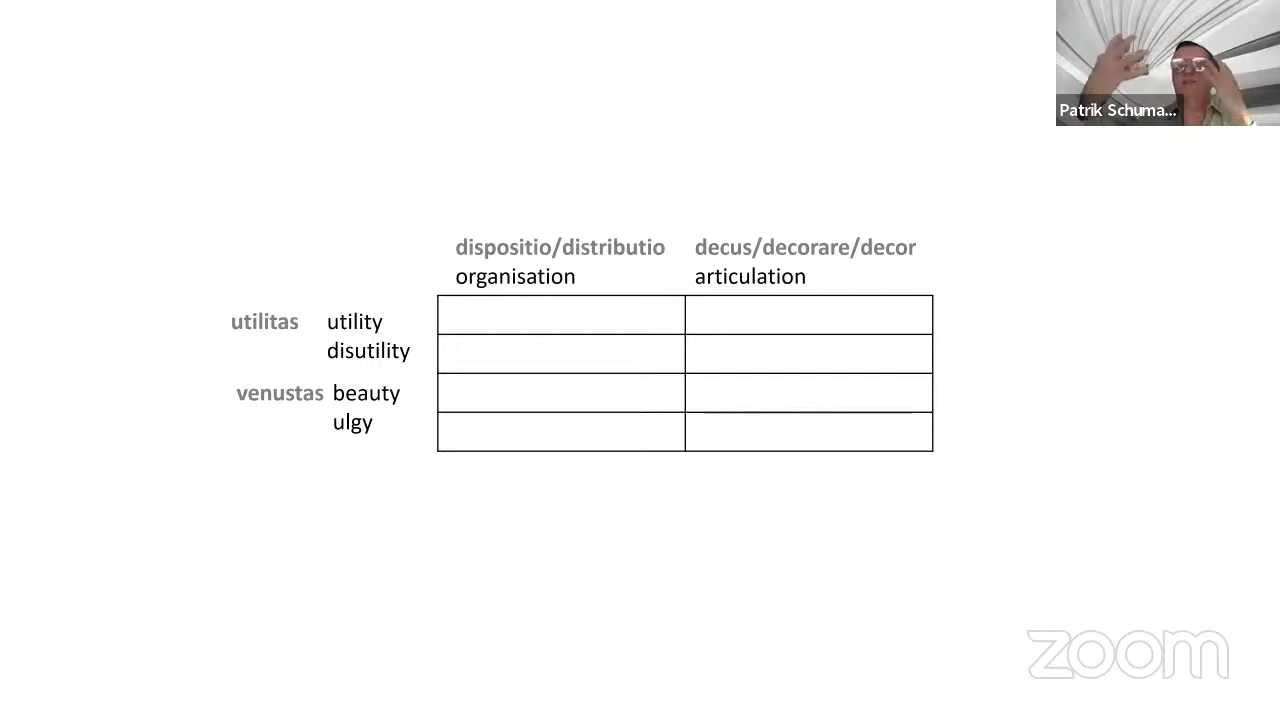 Patrik Schuma...
dispositio/distributio decus/decorare/decor
organisation articulation
utilitas utility
disutility
venustas beauty
ulgy
zoom